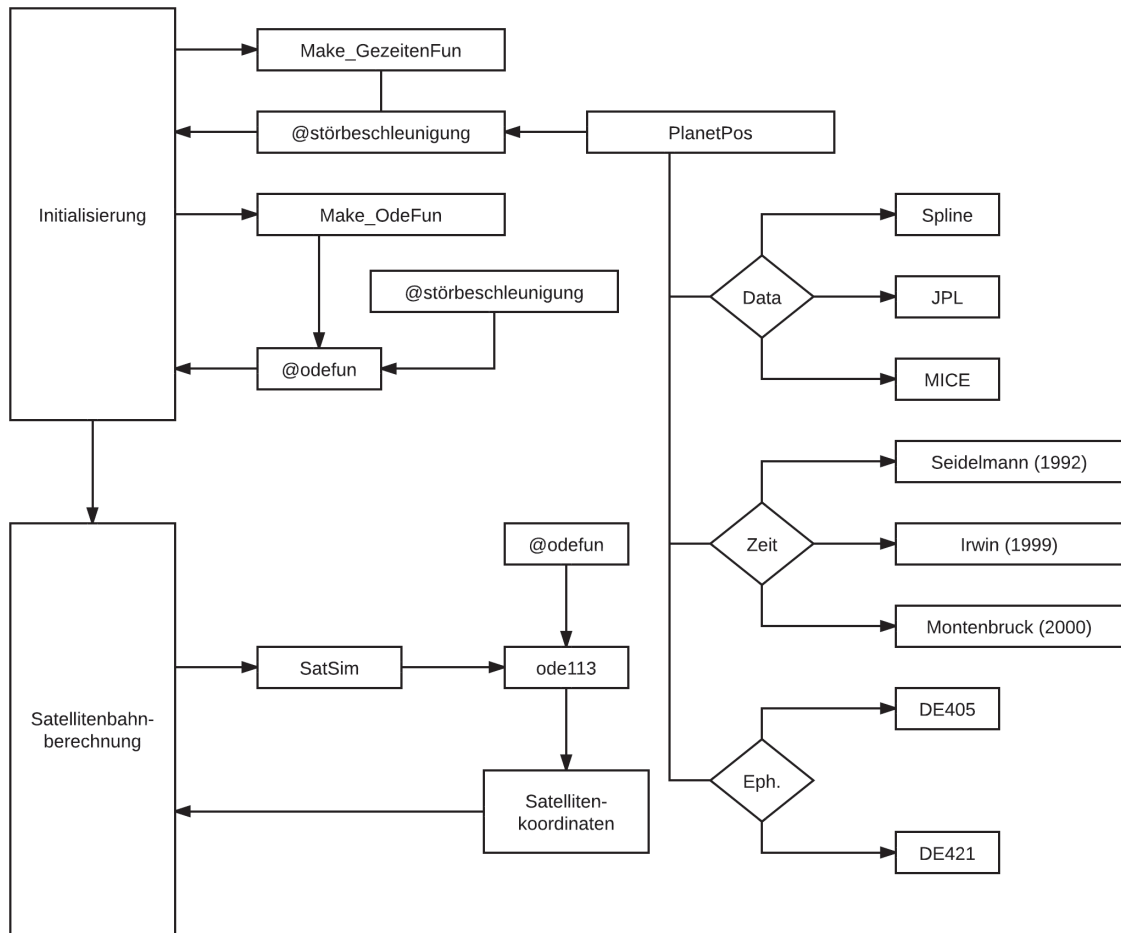 Make_GezeitenFun
@störbeschleunigung
PlanetPos
Initialisierung
Make_OdeFun
Spline
@störbeschleunigung
Data
JPL
@odefun
MICE
Seidelmann (1992)
@odefun
Zeit
Irwin (1999)
Montenbruck (2000)
SatSim
ode113
Satellitenbahn-
berechnung
DE405
Eph.
Satelliten-
koordinaten
DE421